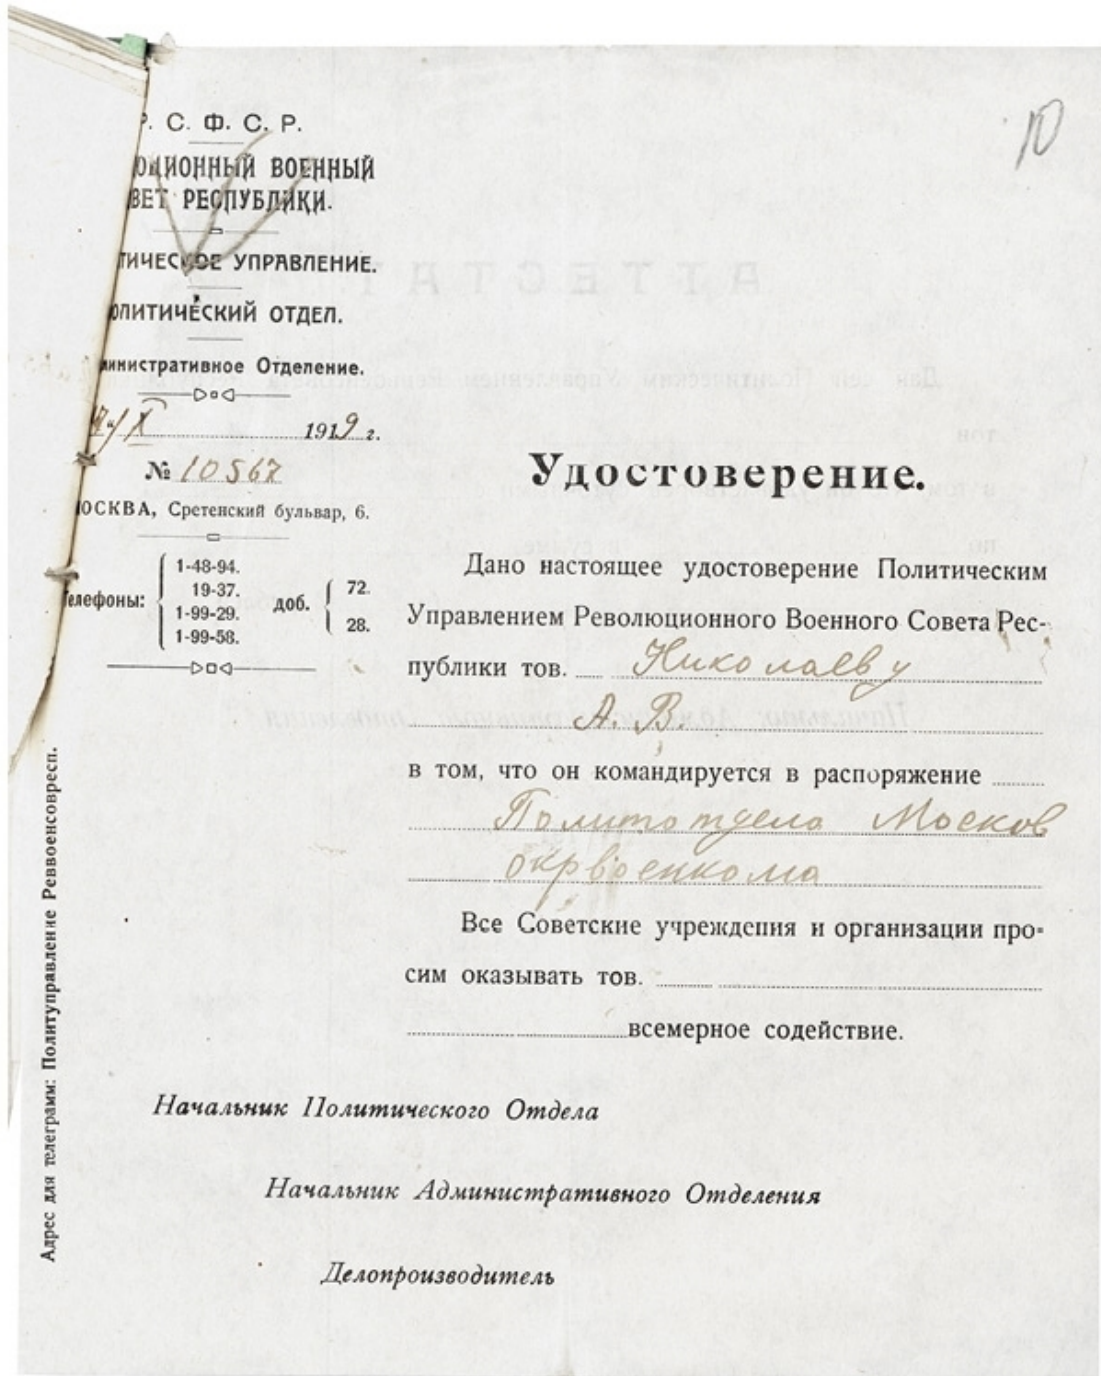 10
Р. С. Ф. С. Р.
ОЦИОННЫЙ ВОЕННЫЙ
ВЕТ РЕСПУБЛИКИ.
ТИЧЕСКОЕ УПРАВЛЕНИЕ.
ОЛИТИЧЕСКИЙ ОТДЕЛ.
министративное Отделение.
X 1919 г.
№ 10567
МОСКВА, Сретенский бульвар, 6.
Телефоны: 1-48-94. 19-37. 1-99-29. 1-99-58. доб. 72. 28.
Адрес для телеграмм: Политуправление Реввоенсовресп.
Удостоверение.
Дано настоящее удостоверение Политическим
Управлением Революционного Военного Совета Рес-
публики тов. Николаеву
А. В.
в том, что он командируется в распоряжение
Политотдела Москов
окрвоенкома
Все Советские учреждения и организации про-
сим оказывать тов.
всемерное содействие.
Начальник Политического Отдела
Начальник Административного Отделения
Делопроизводитель